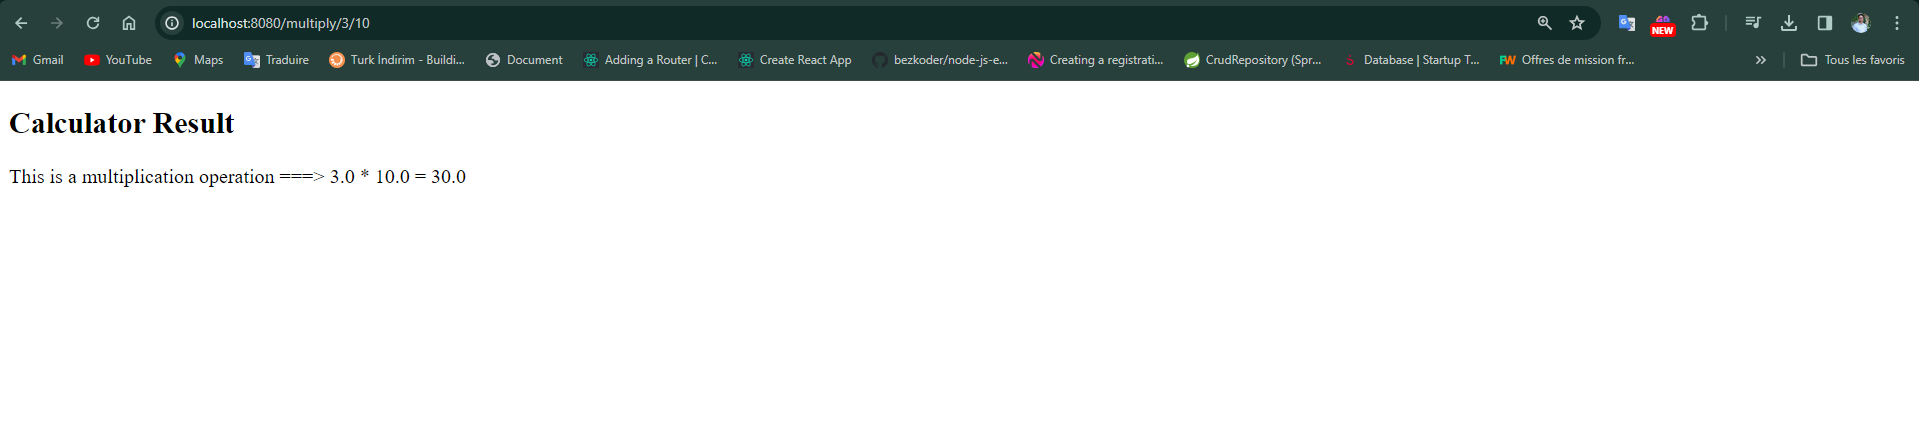 localhost:8080/multiply/3/10
NEW
Gmail YouTube Maps Traduire Turk İndirim - Buildi... Document Adding a Router | C... Create React App bezkoder/node-js-e... Creating a registrati... CrudRepository (Spr... Database | Startup T... Offres de mission fr... » Tous les favoris
Calculator Result
This is a multiplication operation ===> 3.0 * 10.0 = 30.0